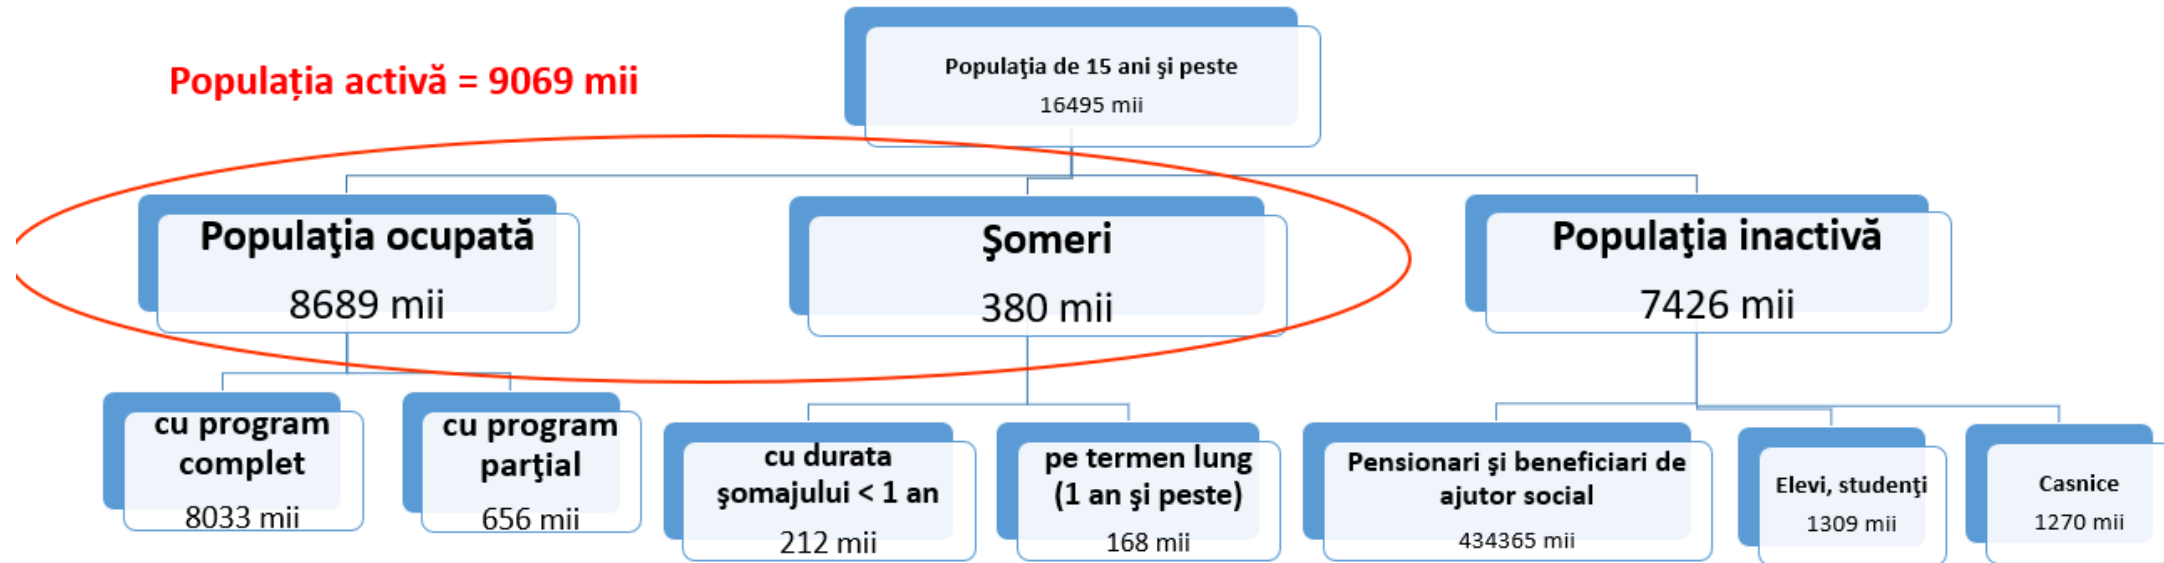 Populația activă = 9069 mii
Populaţia de 15 ani şi peste
16495 mii
Populaţia ocupată
8689 mii
Şomeri
380 mii
Populaţia inactivă
7426 mii
cu program
complet
8033 mii
cu program
parţial
656 mii
cu durata
şomajului < 1 an
212 mii
pe termen lung
(1 an şi peste)
168 mii
Pensionari şi beneficiari de
ajutor social
434365 mii
Elevi, studenţi
1309 mii
Casnice
1270 mii